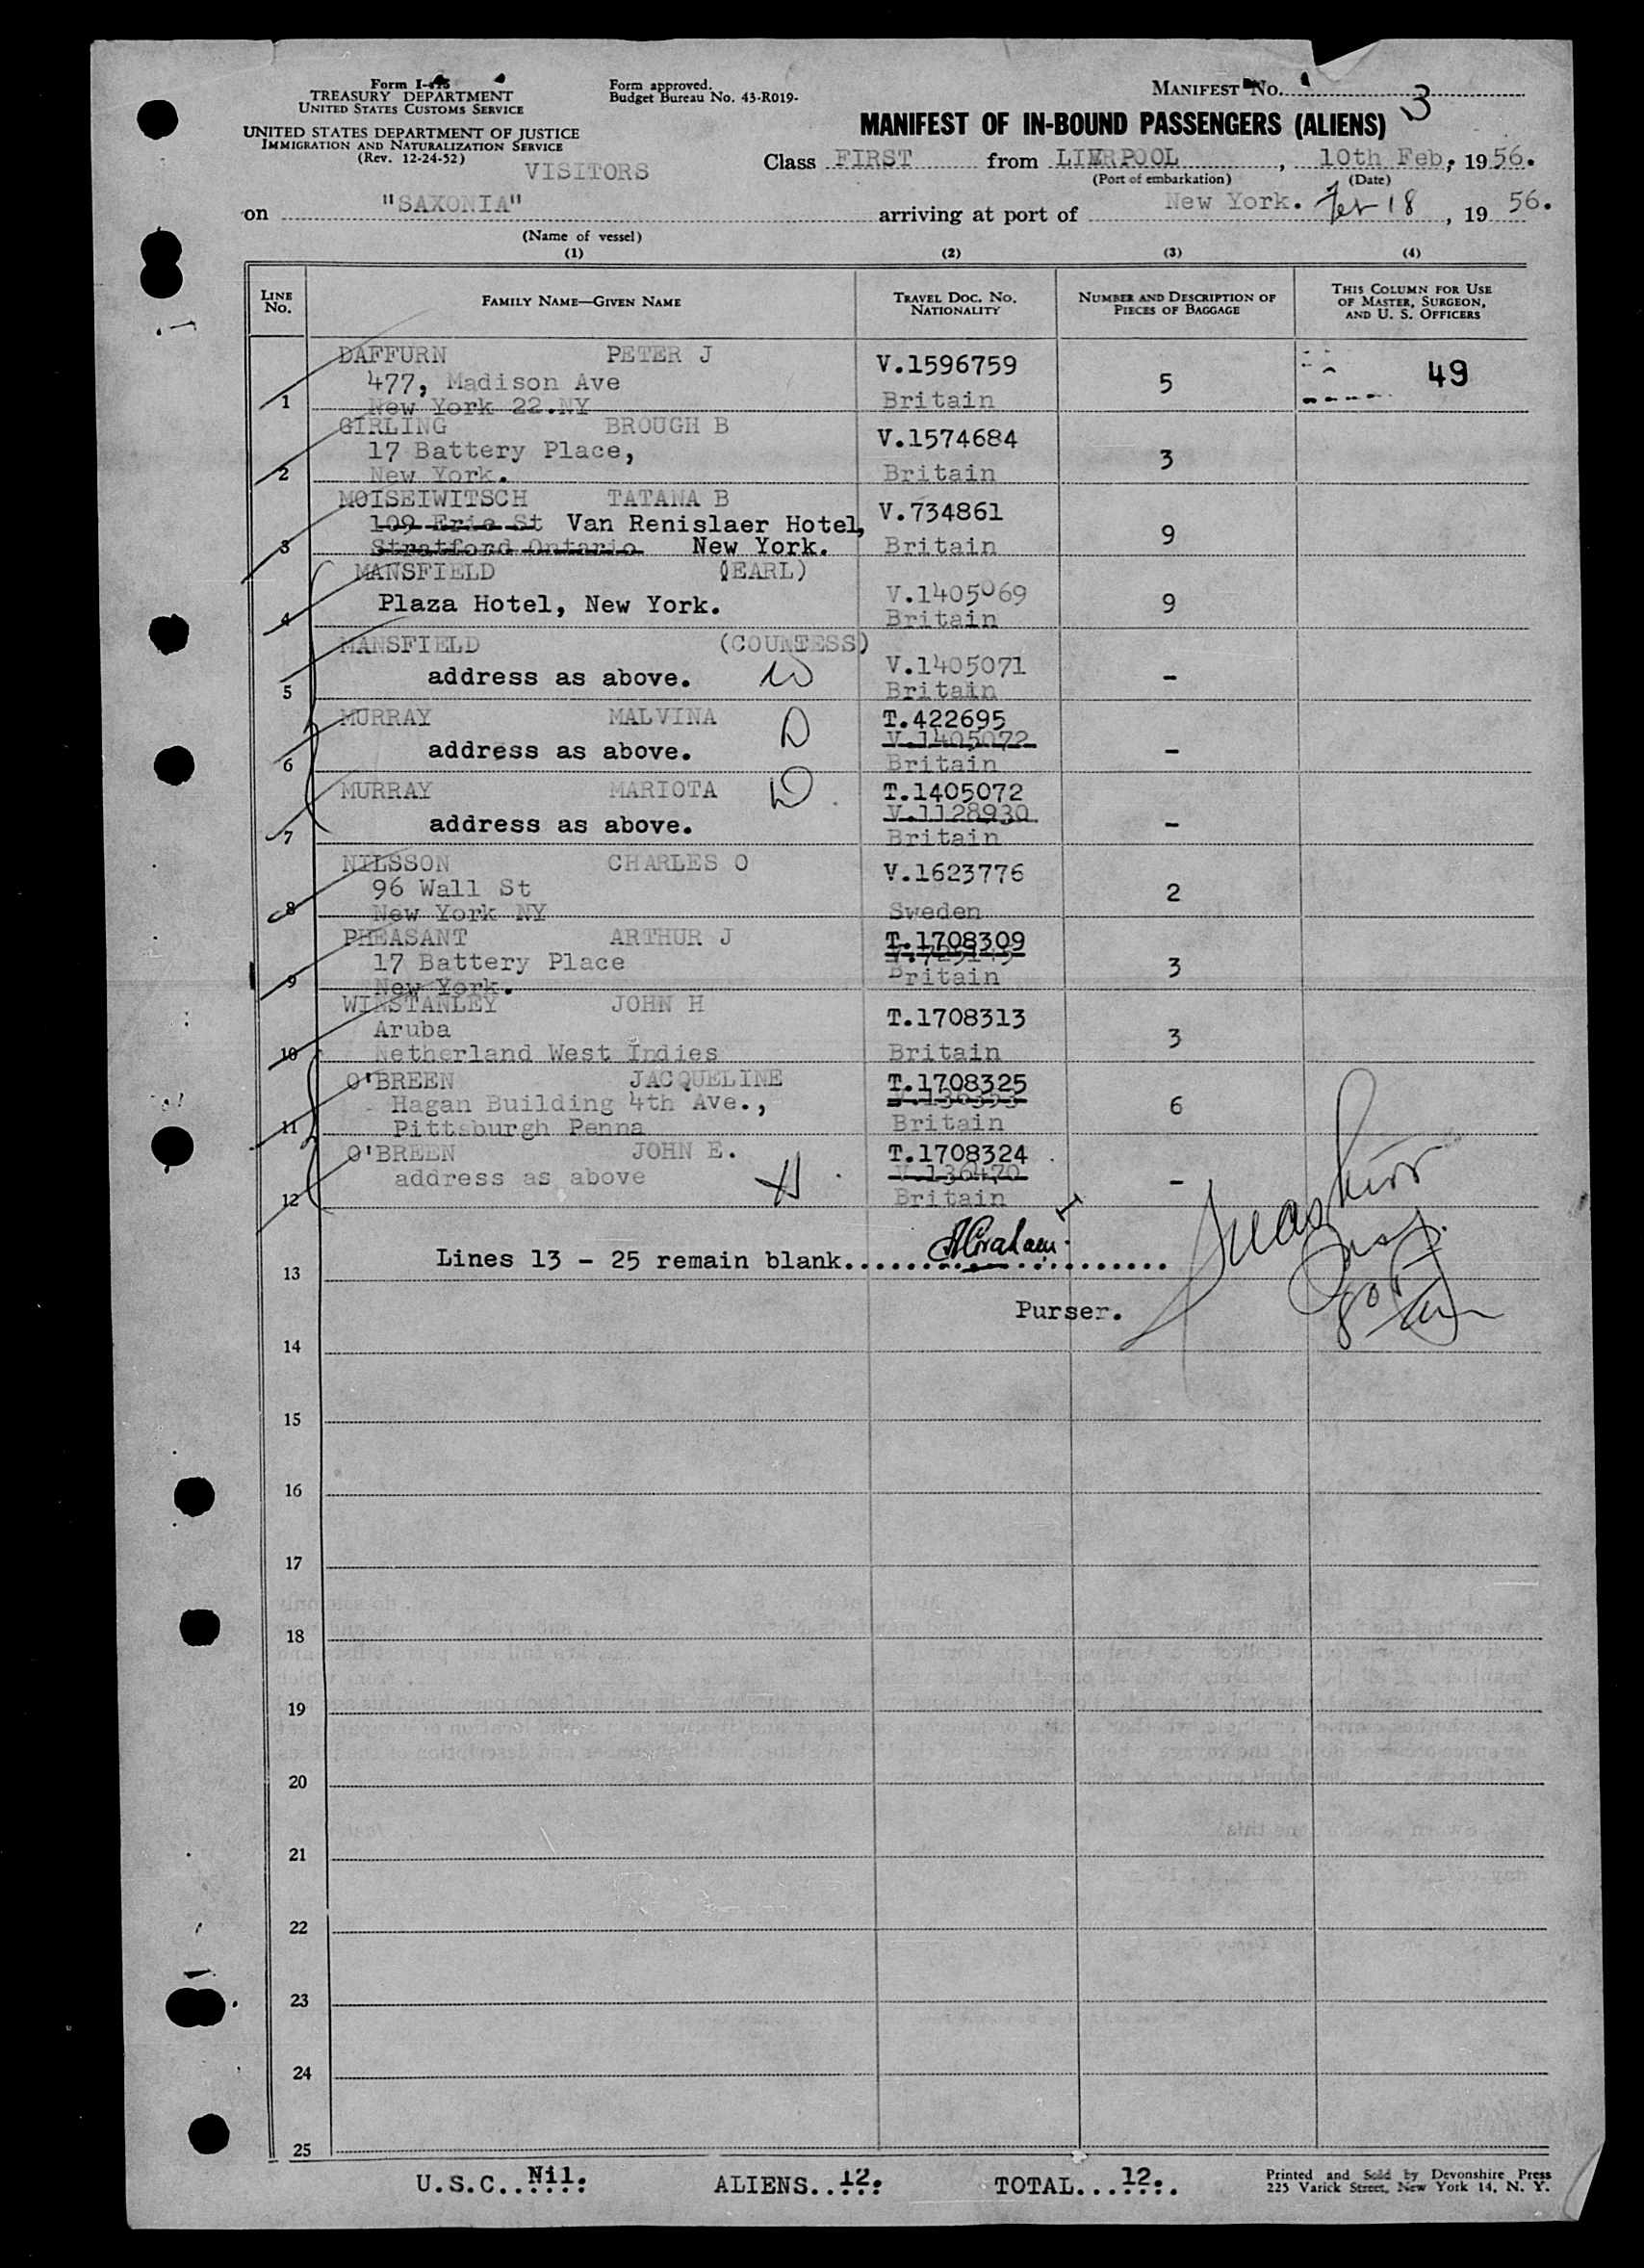 Form I-415
TREASURY DEPARTMENT
UNITED STATES CUSTOMS SERVICE
UNITED STATES DEPARTMENT OF JUSTICE
IMMIGRATION AND NATURALIZATION SERVICE
(Rev. 12-24-52)
VISITORS
Form approved.
Budget Bureau No. 43-R019-
MANIFEST No. 3
MANIFEST OF IN-BOUND PASSENGERS (ALIENS)
Class FIRST from LIERPOOL, 10th Feb, 1956.
(Port of embarkation) (Date)
on "SAXONIA" arriving at port of New York. Feb 18, 1956.
(Name of vessel)
(1) (2) (3) (4)
LINE No. FAMILY NAME—GIVEN NAME TRAVEL DOC. No. NATIONALITY NUMBER AND DESCRIPTION OF PIECES OF BAGGAGE THIS COLUMN FOR USE OF MASTER, SURGEON, AND U. S. OFFICERS
DAFFURN PETER J V.1596759 49
477, Madison Ave 5
1 New York 22.NY Britain
GIRLING BROUGH B V.1574684
17 Battery Place, 3
2 New York. Britain
MOISEIWITSCH TATANA B V.734861
109 Erie St Van Renislaer Hotel, 9
3 Stratford Ontario New York. Britain
MANSFIELD (EARL) V.1405069
4 Plaza Hotel, New York. Britain 9
MANSFIELD (COUNTESS) V.1405071
5 address as above. W Britain -
MURRAY MALVINA D T.422695
V.1405072
6 address as above. Britain -
MURRAY MARIOTA D T.1405072
V.1128930
7 address as above. Britain -
NILSSON CHARLES O V.1623776
96 Wall St 2
8 New York NY Sweden
PHEASANT ARTHUR J T.1708309
17 Battery Place 3
9 New York. Britain
WINSTANLEY JOHN H T.1708313
Aruba 3
10 Netherland West Indies Britain
O'BREEN JACQUELINE T.1708325
Hagan Building 4th Ave., 6
11 Pittsburgh Penna Britain
O'BREEN JOHN E. T.1708324
address as above H V.136470 -
12 Britain
13 Lines 13 - 25 remain blank. AGraham
Purser.
14
15
16
17
18
19
20
21
22
23
24
25
U.S.C. Nil. ALIENS. 12. TOTAL. 12.
Printed and Sold by Devonshire Press
225 Varick Street, New York 14, N. Y.